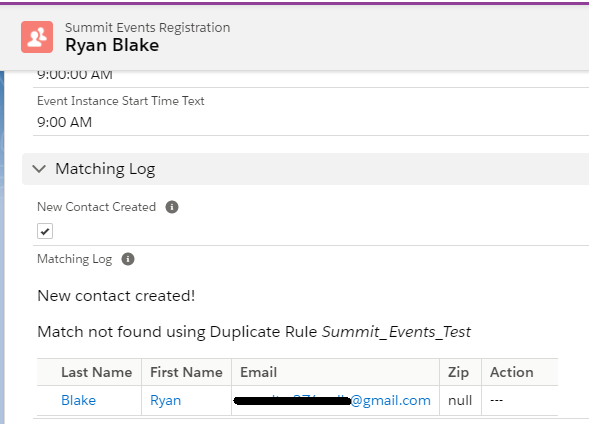 Summit Events Registration
Ryan Blake
9:00:00 AM
Event Instance Start Time Text
9:00 AM
Matching Log
New Contact Created
Matching Log
New contact created!
Match not found using Duplicate Rule Summit_Events_Test
Last Name First Name Email Zip Action
Blake Ryan @gmail.com null ---